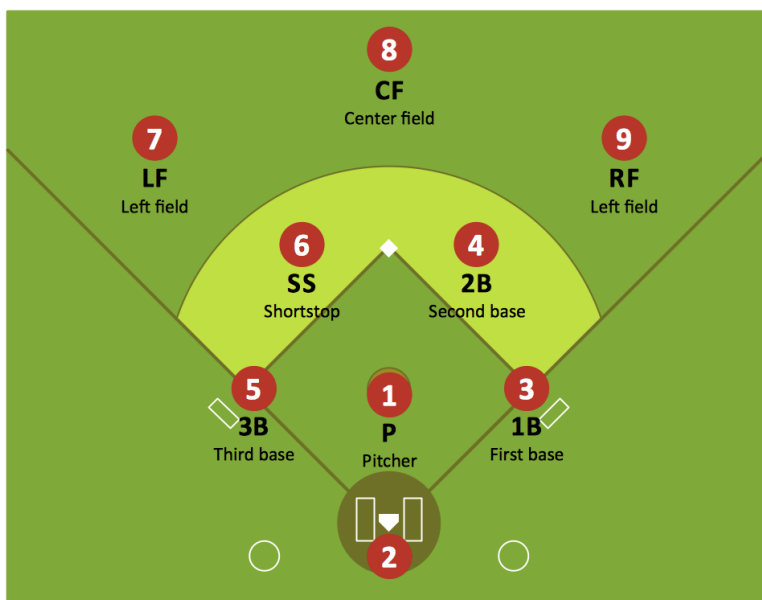 8
CF
Center field
7
LF
Left field
9
RF
Left field
6
SS
Shortstop
4
2B
Second base
5
3B
Third base
1
P
Pitcher
3
1B
First base
2